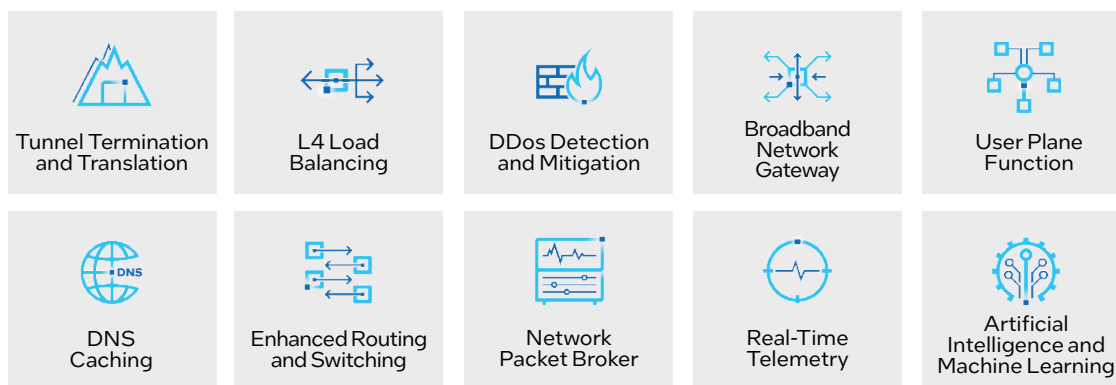 Tunnel Termination
and Translation
L4 Load
Balancing
DDos Detection
and Mitigation
Broadband
Network
Gateway
User Plane
Function
DNS
DNS
Caching
Enhanced Routing
and Switching
Network
Packet Broker
Real-Time
Telemetry
Artificial
Intelligence and
Machine Learning